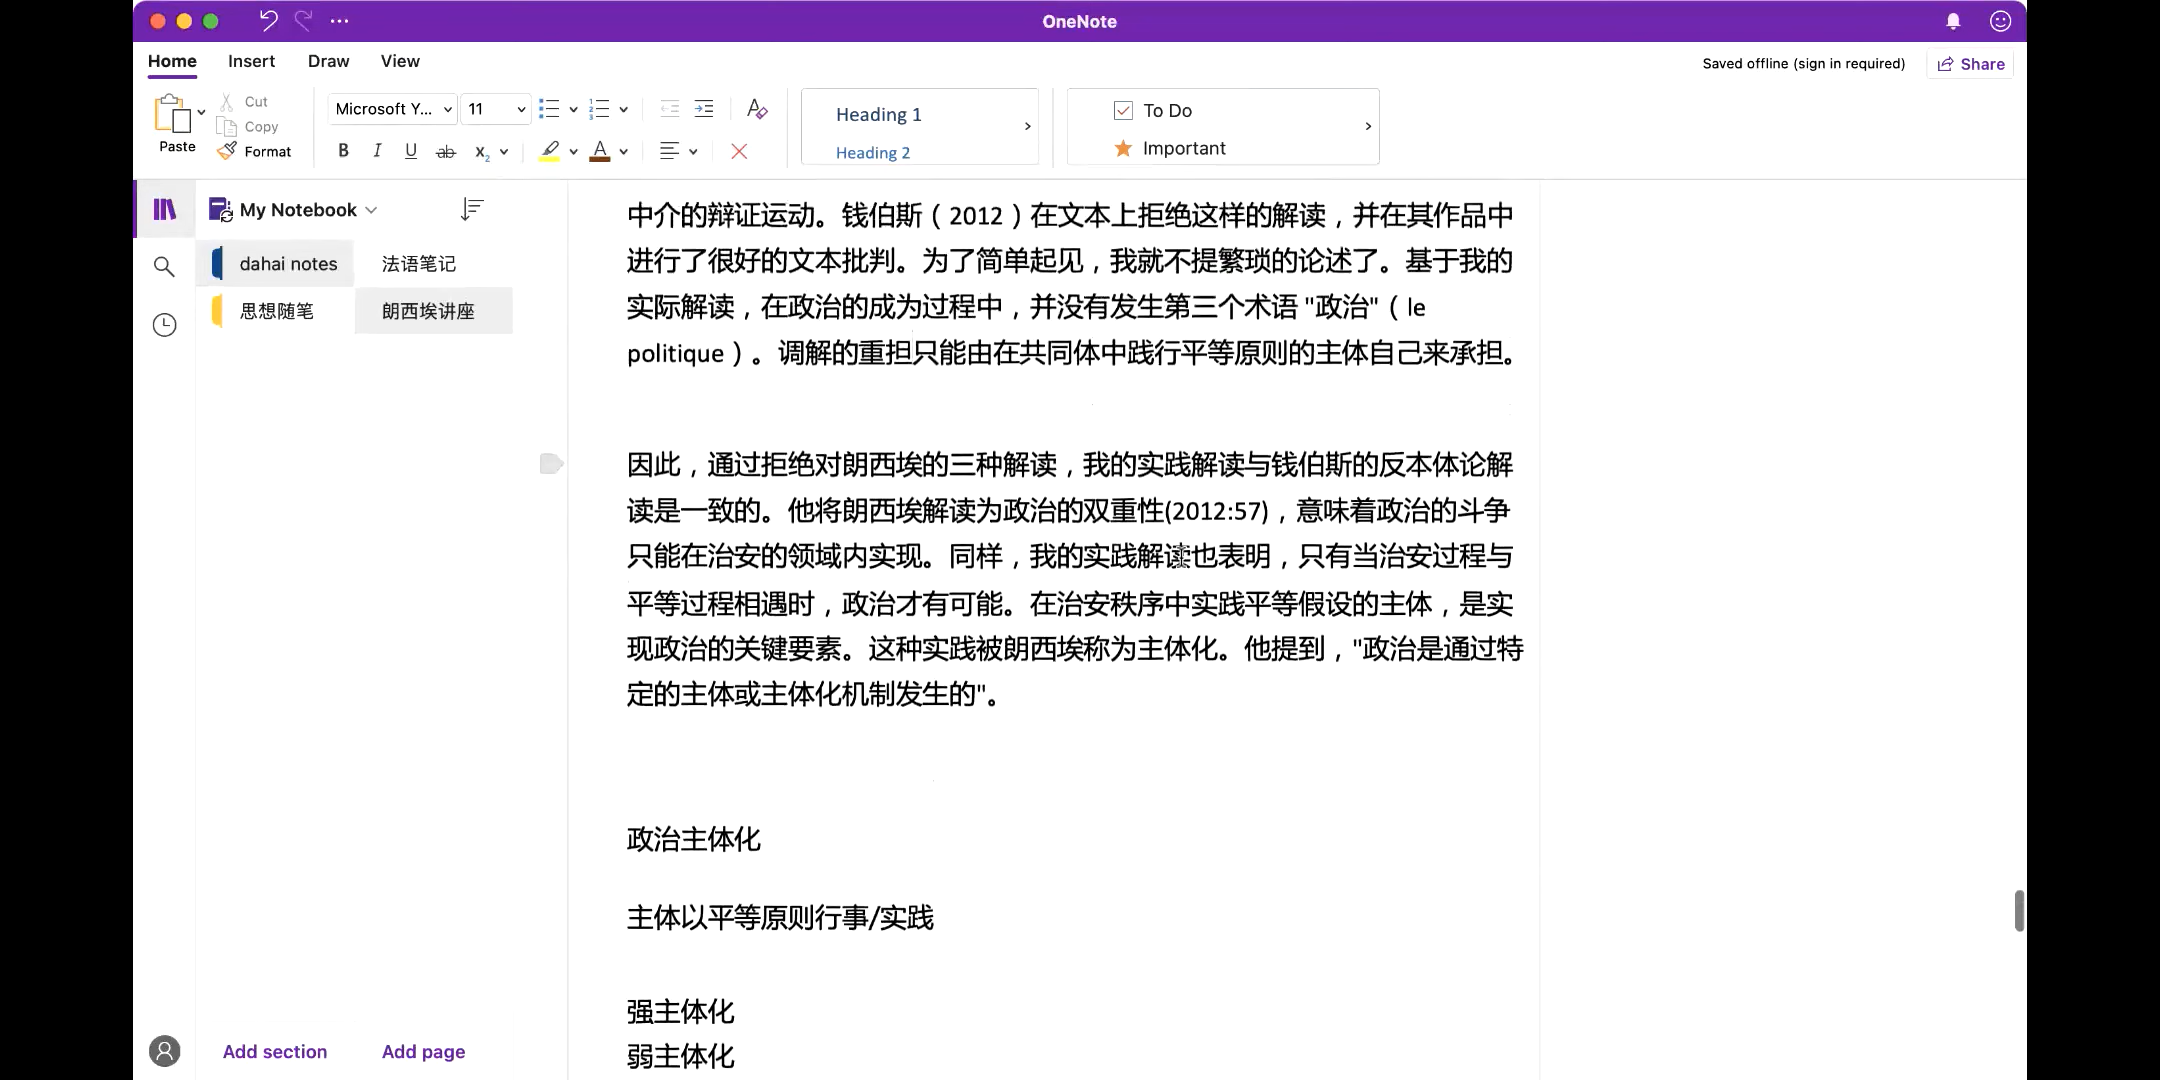 OneNote
Home Insert Draw View
Saved offline (sign in required) Share
Paste
Cut
Copy
Format
Microsoft Y... 11
Heading 1
Heading 2
To Do
Important
My Notebook
dahai notes
思想随笔
法语笔记
朗西埃讲座
中介的辩证运动。钱伯斯（2012）在文本上拒绝这样的解读，并在其作品中
进行了很好的文本批判。为了简单起见，我就不提繁琐的论述了。基于我的
实际解读，在政治的成为过程中，并没有发生第三个术语 "政治"（le
politique）。调解的重担只能由在共同体中践行平等原则的主体自己来承担。
因此，通过拒绝对朗西埃的三种解读，我的实践解读与钱伯斯的反本体论解
读是一致的。他将朗西埃解读为政治的双重性(2012:57)，意味着政治的斗争
只能在治安的领域内实现。同样，我的实践解读也表明，只有当治安过程与
平等过程相遇时，政治才有可能。在治安秩序中实践平等假设的主体，是实
现政治的关键要素。这种实践被朗西埃称为主体化。他提到，"政治是通过特
定的主体或主体化机制发生的"。
政治主体化
主体以平等原则行事/实践
强主体化
弱主体化
Add section Add page